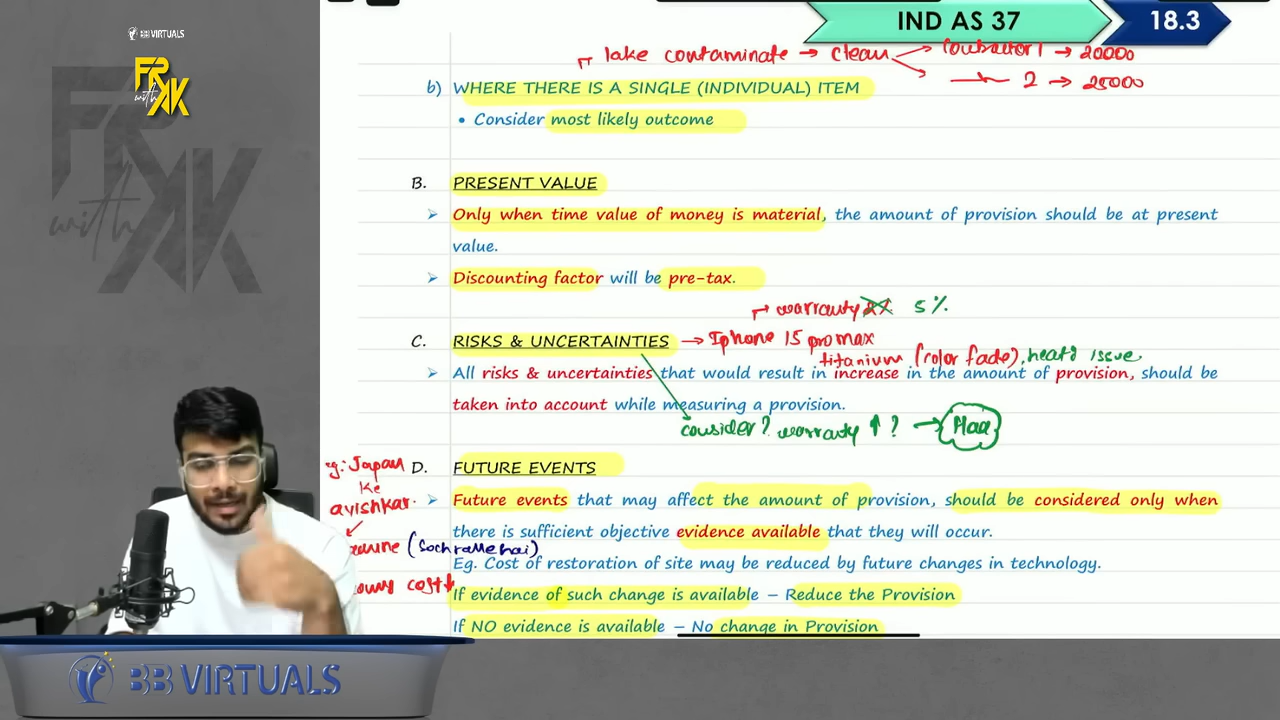 BB VIRTUALS
FR
with AK
IND AS 37
18.3
lake contaminate → clean → contractor 1 → 20000
2 → 25000
b) WHERE THERE IS A SINGLE (INDIVIDUAL) ITEM
• Consider most likely outcome
B. PRESENT VALUE
➢ Only when time value of money is material, the amount of provision should be at present
value.
➢ Discounting factor will be pre-tax.
warranty 2% 5%
C. RISKS & UNCERTAINTIES → Iphone 15 pro max
titanium (color fade), heats issue
➢ All risks & uncertainties that would result in increase in the amount of provision, should be
taken into account while measuring a provision.
consider? warranty ↑ ? → Haa
D. FUTURE EVENTS
eg: Japan
ke
avishkar
➢ Future events that may affect the amount of provision, should be considered only when
there is sufficient objective evidence available that they will occur.
(Soch rahe hai)
Eg. Cost of restoration of site may be reduced by future changes in technology.
cost ↓
If evidence of such change is available – Reduce the Provision
If NO evidence is available – No change in Provision
BB VIRTUALS